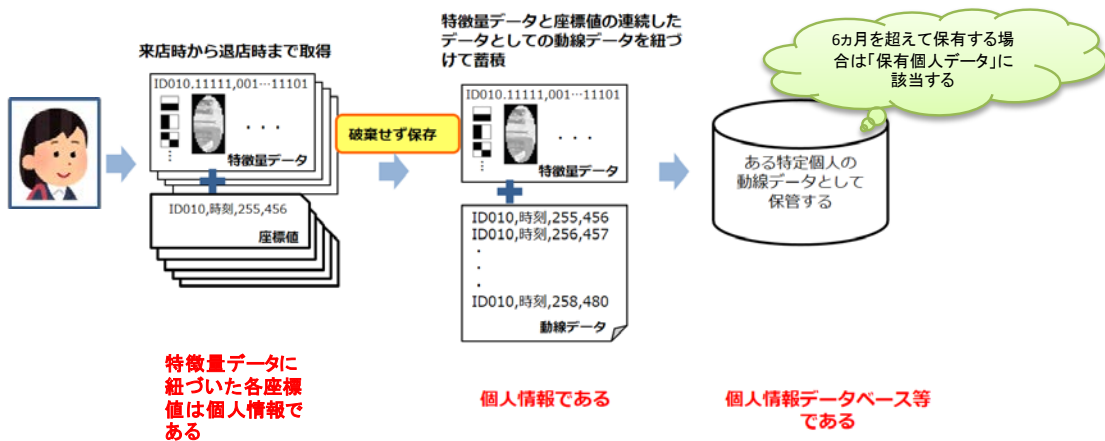 来店時から退店時まで取得
ID010,11111,001…11101
・・・
⋮
特徴量データ
ID010,時刻,255,456
座標値
特徴量データに
紐づいた各座標
値は個人情報で
ある
破棄せず保存
特徴量データと座標値の連続した
データとしての動線データを紐づ
けて蓄積
ID010,11111,001…11101
・・・
⋮
特徴量データ
ID010,時刻,255,456
ID010,時刻,256,457
・
・
・
ID010,時刻,258,480
動線データ
個人情報である
6ヵ月を超えて保有する場
合は「保有個人データ」に
該当する
ある特定個人の
動線データとして
保管する
個人情報データベース等
である